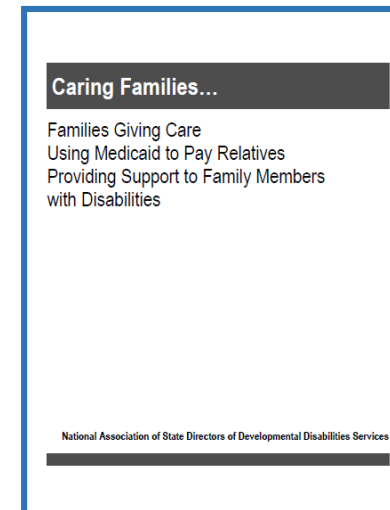 Caring Families…
Families Giving Care
Using Medicaid to Pay Relatives
Providing Support to Family Members
with Disabilities
National Association of State Directors of Developmental Disabilities Services